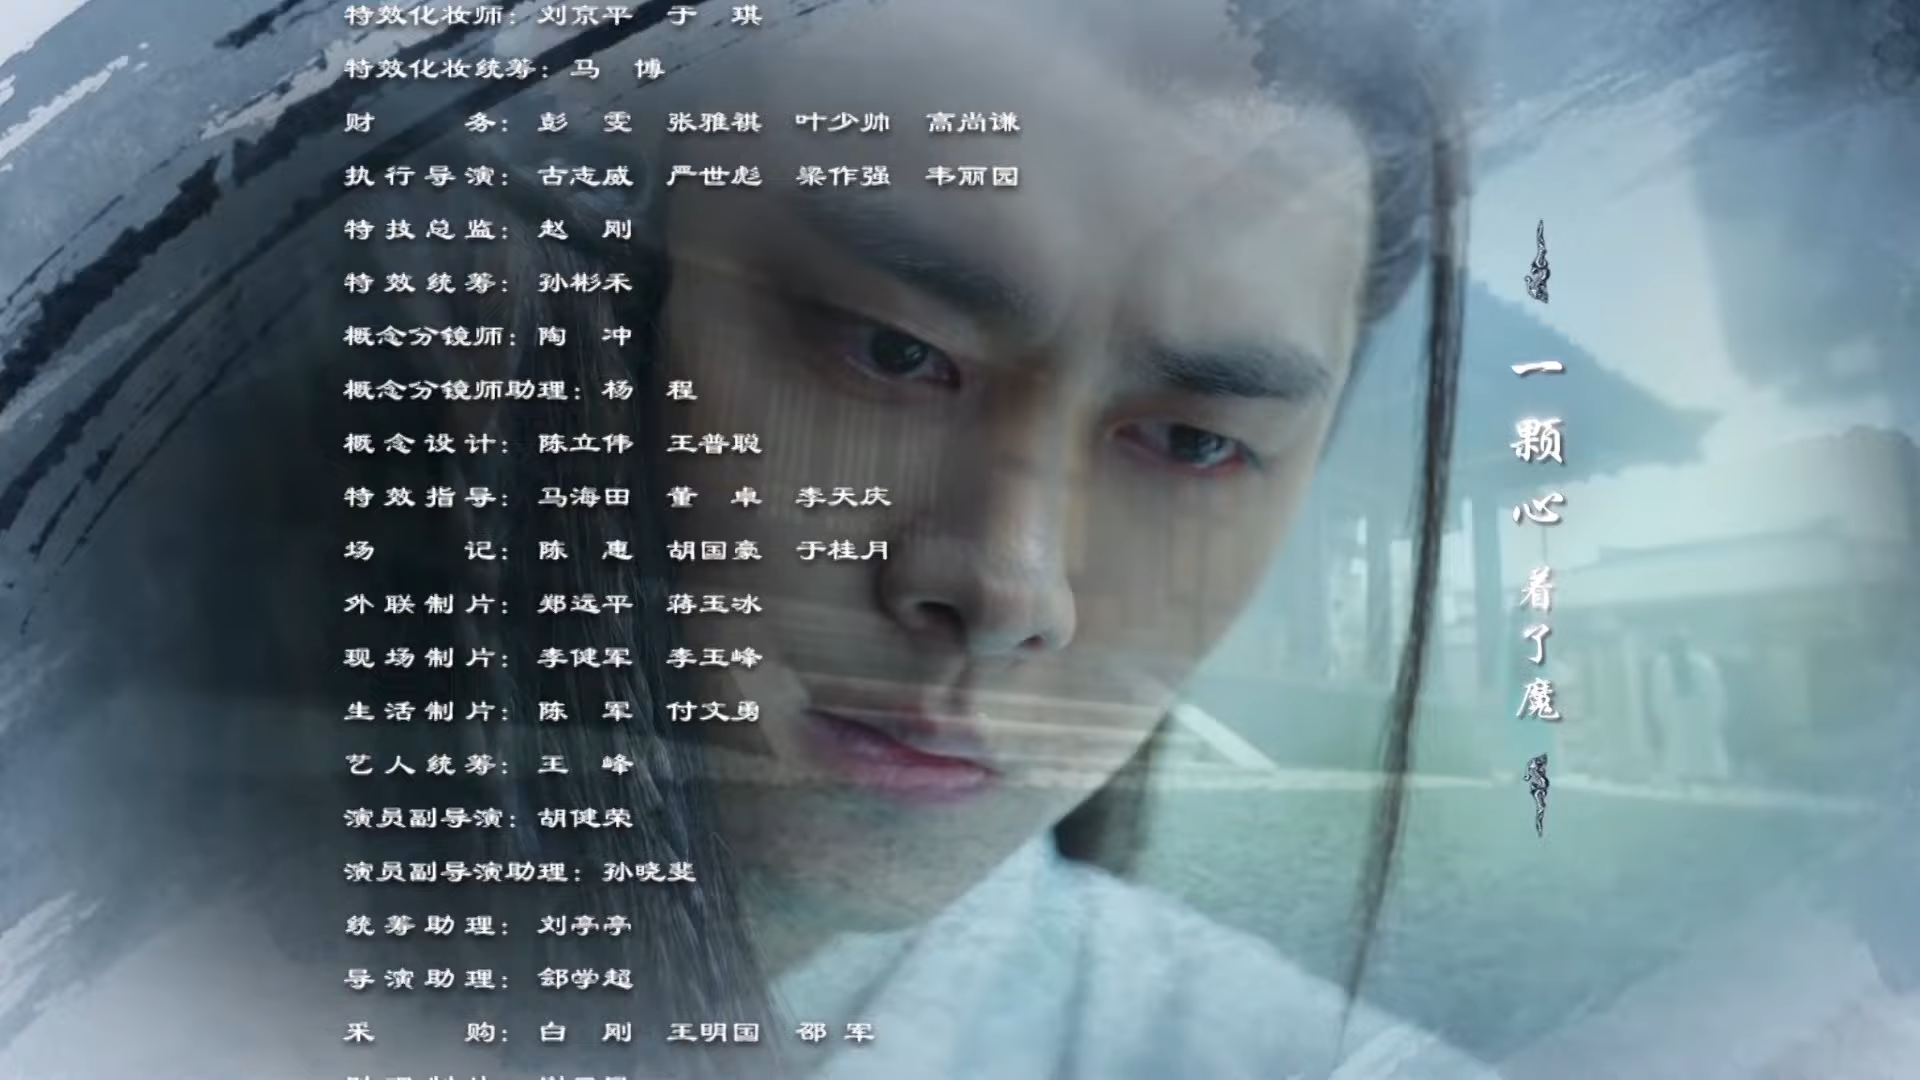 特效化妆师：刘京平 于 琪
特效化妆统筹：马 博
财 务：彭 雯 张雅祺 叶少帅 高尚谦
执行导演：古志威 严世彪 梁作强 韦丽园
特技总监：赵 刚
特效统筹：孙彬禾
概念分镜师：陶 冲
概念分镜师助理：杨 程
概念设计：陈立伟 王普聪
特效指导：马海田 董 卓 李天庆
场 记：陈 惠 胡国豪 于桂月
外联制片：郑远平 蒋玉冰
现场制片：李健军 李玉峰
生活制片：陈 军 付文勇
艺人统筹：王 峰
演员副导演：胡健荣
演员副导演助理：孙晓斐
统筹助理：刘亭亭
导演助理：郐学超
采 购：白 刚 王明国 邵 军
一颗心着了魔